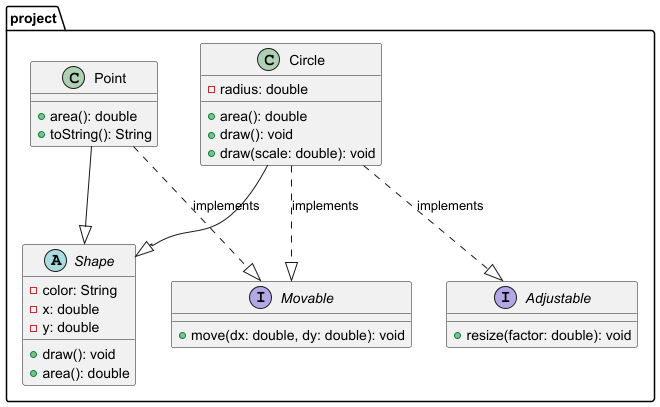 project
C Point
area(): double
toString(): String
C Circle
radius: double
area(): double
draw(): void
draw(scale: double): void
implements
implements
implements
A Shape
color: String
x: double
y: double
draw(): void
area(): double
I Movable
move(dx: double, dy: double): void
I Adjustable
resize(factor: double): void